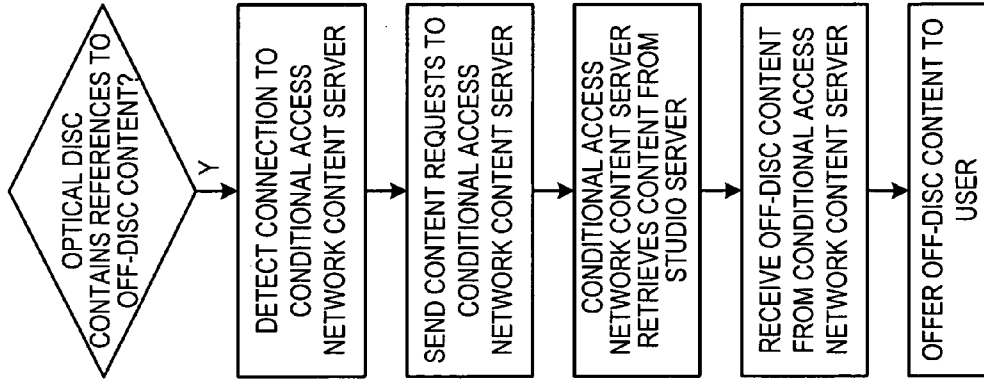 OPTICAL DISC
CONTAINS REFERENCES TO
OFF-DISC CONTENT?
Y
DETECT CONNECTION TO
CONDITIONAL ACCESS
NETWORK CONTENT SERVER
SEND CONTENT REQUESTS TO
CONDITIONAL ACCESS
NETWORK CONTENT SERVER
CONDITIONAL ACCESS
NETWORK CONTENT SERVER
RETRIEVES CONTENT FROM
STUDIO SERVER
RECEIVE OFF-DISC CONTENT
FROM CONDITIONAL ACCESS
NETWORK CONTENT SERVER
OFFER OFF-DISC CONTENT TO
USER